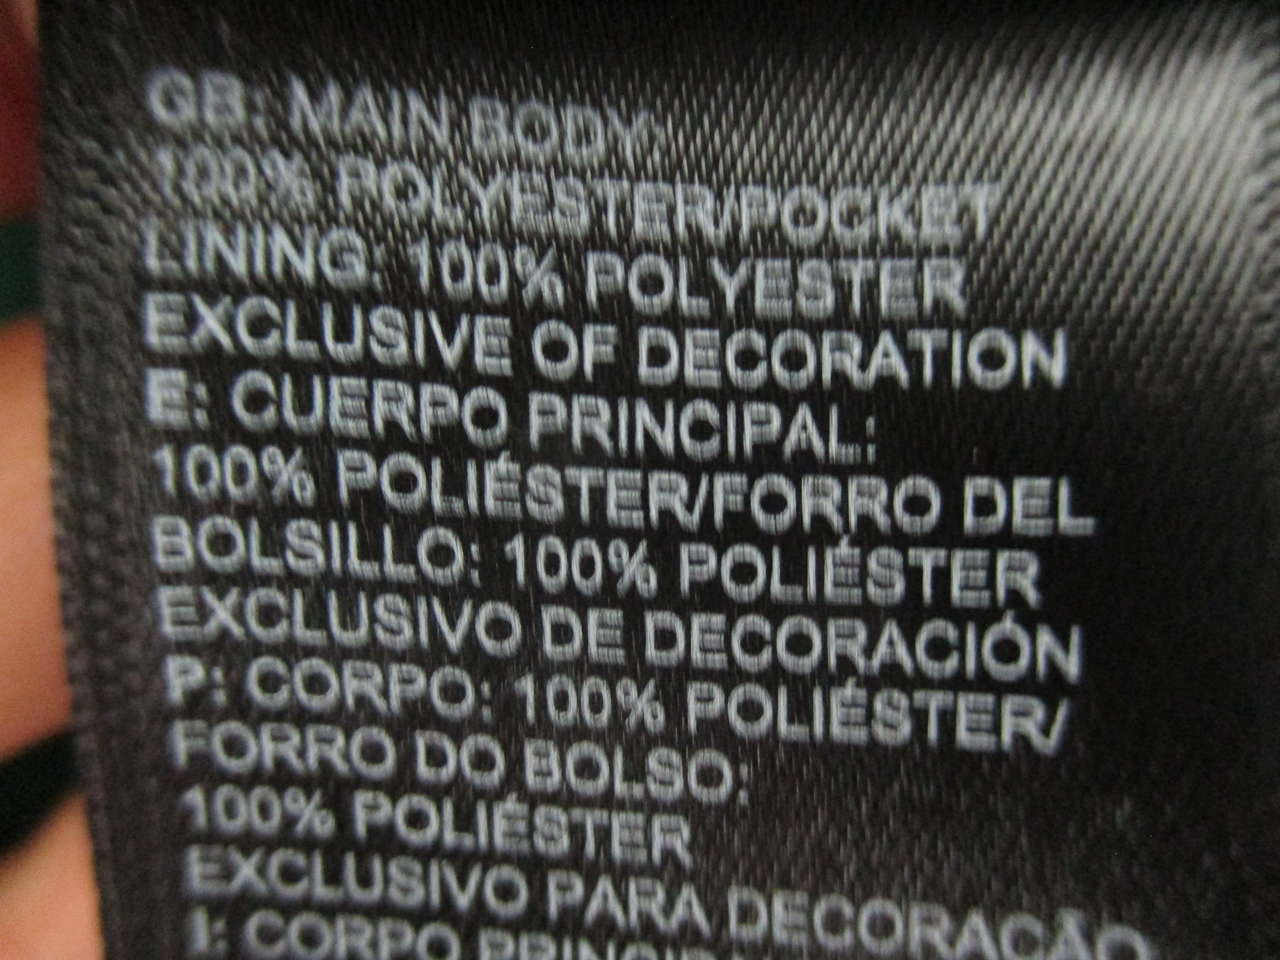 GB: MAIN BODY:
100% POLYESTER/POCKET
LINING: 100% POLYESTER
EXCLUSIVE OF DECORATION
E: CUERPO PRINCIPAL:
100% POLIÉSTER/FORRO DEL
BOLSILLO: 100% POLIÉSTER
EXCLUSIVO DE DECORACIÓN
P: CORPO: 100% POLIÉSTER/
FORRO DO BOLSO:
100% POLIÉSTER
EXCLUSIVO PARA DECORAÇÃO
I: CORPO